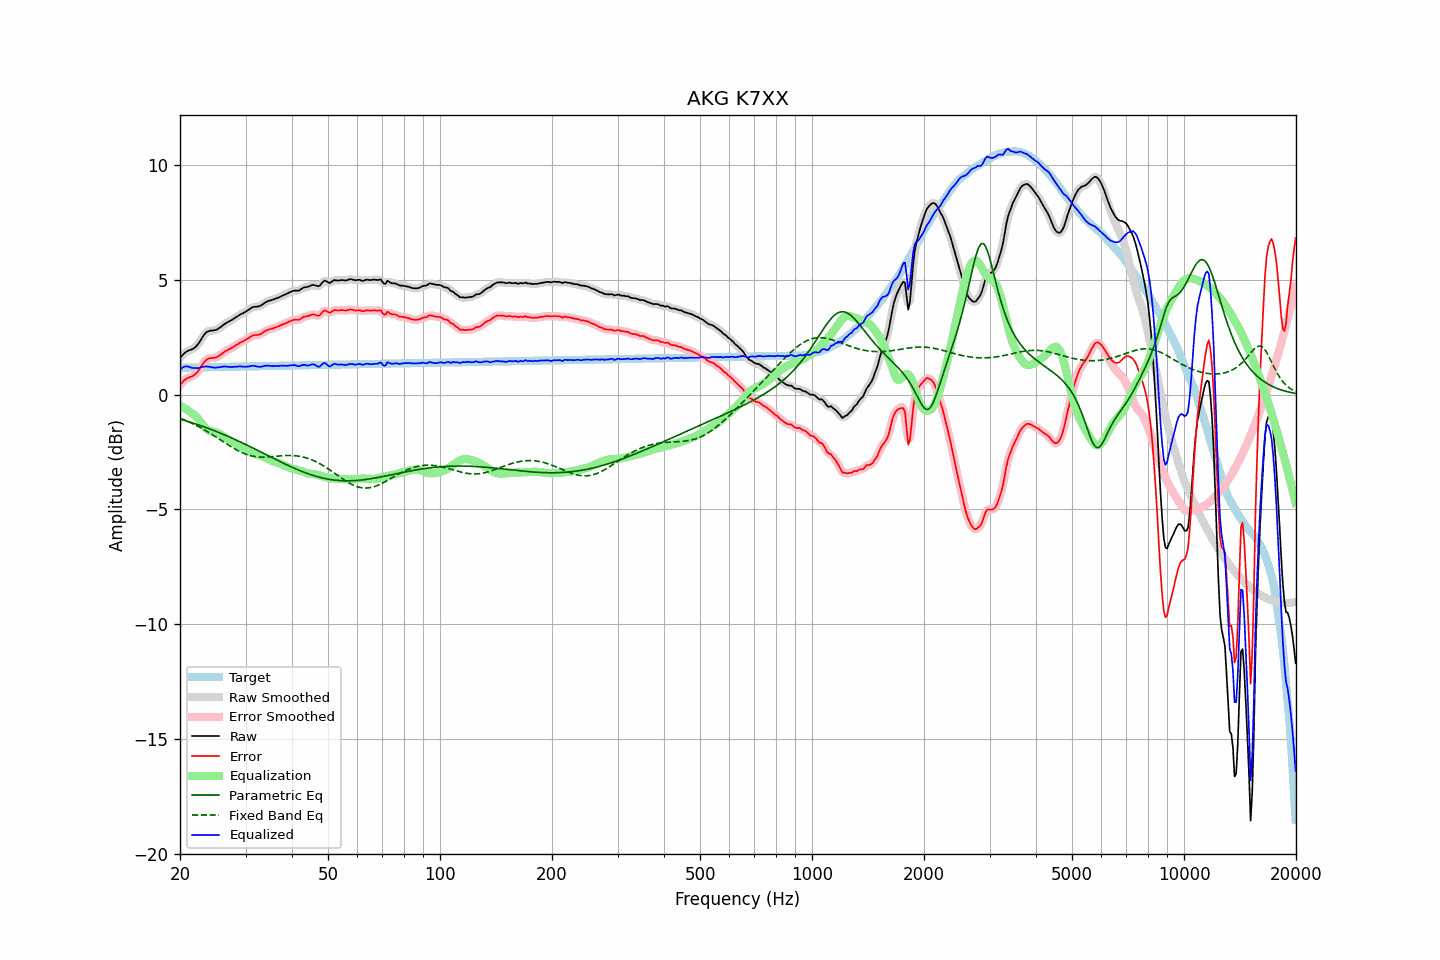 AKG K7XX
Amplitude (dBr)
10
5
0
−5
−10
−15
−20
Target
Raw Smoothed
Error Smoothed
Raw
Error
Equalization
Parametric Eq
Fixed Band Eq
Equalized
20 50 100 200 500 1000 2000 5000 10000 20000
Frequency (Hz)